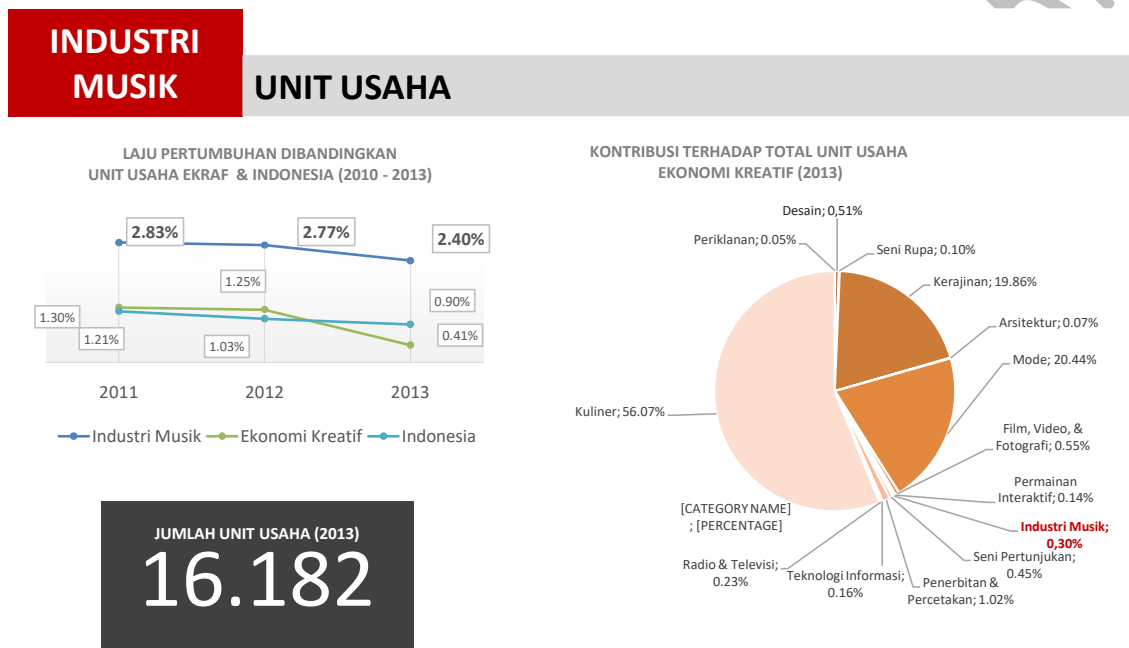 INDUSTRI
MUSIK
UNIT USAHA
LAJU PERTUMBUHAN DIBANDINGKAN
UNIT USAHA EKRAF & INDONESIA (2010 - 2013)
2.83%
2.77%
2.40%
1.25%
0.90%
1.30%
1.21%
1.03%
0.41%
2011
2012
2013
Industri Musik
Ekonomi Kreatif
Indonesia
JUMLAH UNIT USAHA (2013)
16.182
KONTRIBUSI TERHADAP TOTAL UNIT USAHA
EKONOMI KREATIF (2013)
Desain; 0,51%
Periklanan; 0.05%
Seni Rupa; 0.10%
Kerajinan; 19.86%
Arsitektur; 0.07%
Mode; 20.44%
Kuliner; 56.07%
Film, Video, &
Fotografi; 0.55%
Permainan
Interaktif; 0.14%
[CATEGORY NAME]
; [PERCENTAGE]
Industri Musik;
0,30%
Seni Pertunjukan;
0.45%
Radio & Televisi;
0.23%
Teknologi Informasi;
0.16%
Penerbitan &
Percetakan; 1.02%